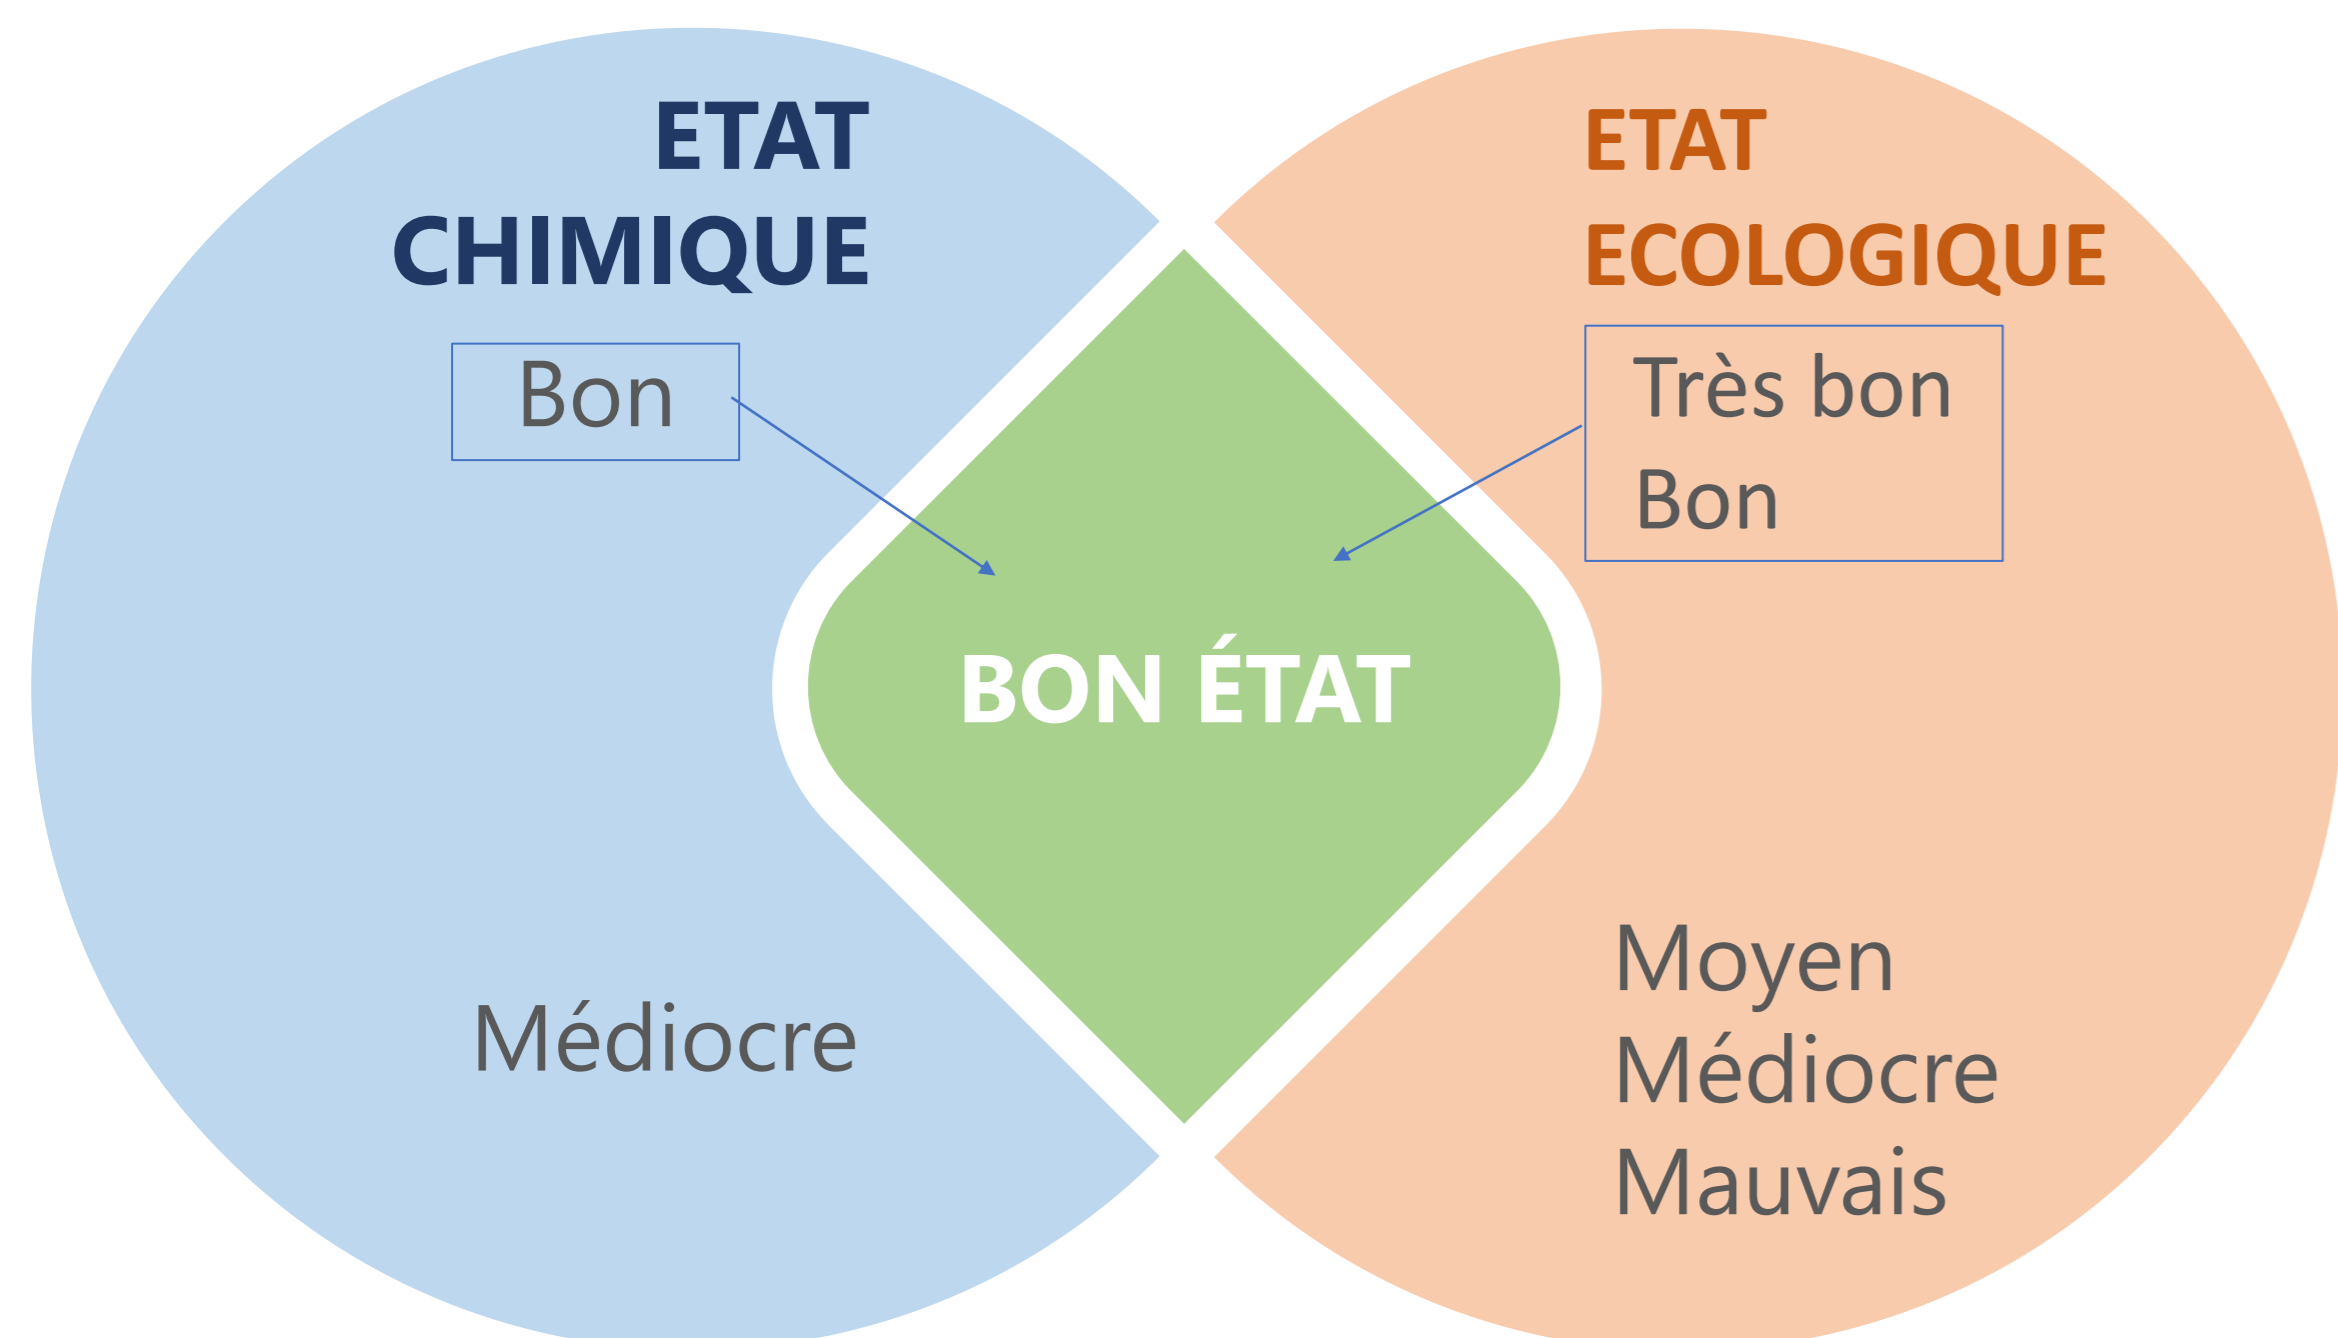 ETAT
CHIMIQUE
Bon
Médiocre
BON ÉTAT
ETAT
ECOLOGIQUE
Très bon
Bon
Moyen
Médiocre
Mauvais